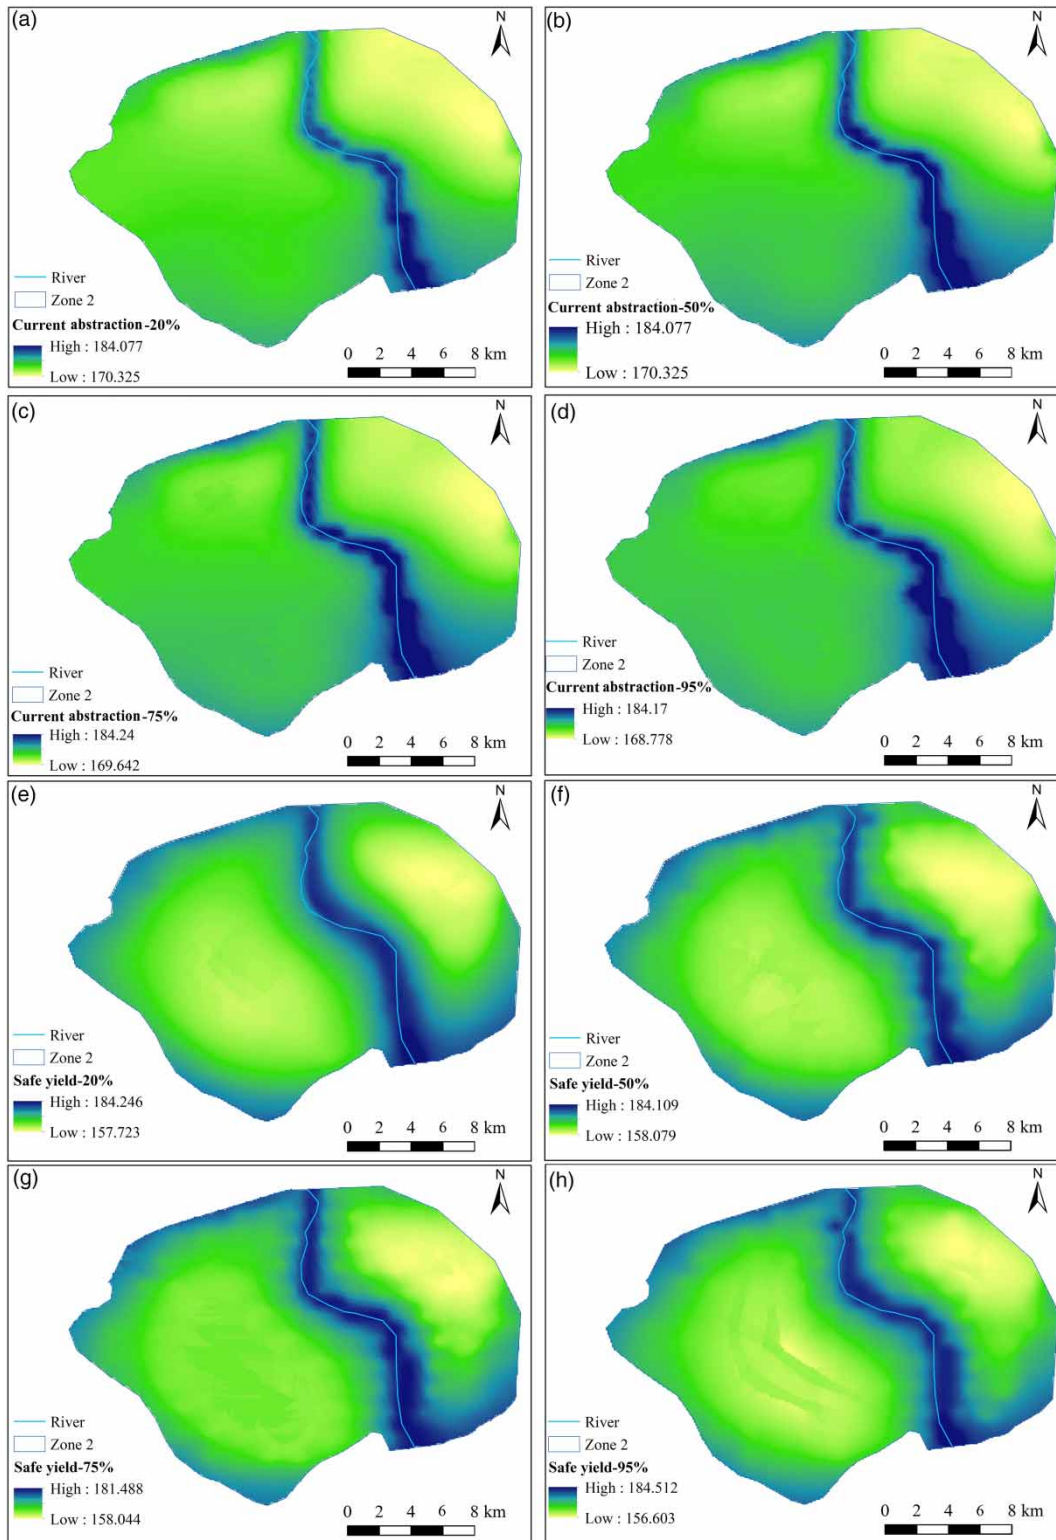 (a)
N
River
Zone 2
Current abstraction-20%
High : 184.077
Low : 170.325
0 2 4 6 8 km
(b)
N
River
Zone 2
Current abstraction-50%
High : 184.077
Low : 170.325
0 2 4 6 8 km
(c)
N
River
Zone 2
Current abstraction-75%
High : 184.24
Low : 169.642
0 2 4 6 8 km
(d)
N
River
Zone 2
Current abstraction-95%
High : 184.17
Low : 168.778
0 2 4 6 8 km
(e)
N
River
Zone 2
Safe yield-20%
High : 184.246
Low : 157.723
0 2 4 6 8 km
(f)
N
River
Zone 2
Safe yield-50%
High : 184.109
Low : 158.079
0 2 4 6 8 km
(g)
N
River
Zone 2
Safe yield-75%
High : 181.488
Low : 158.044
0 2 4 6 8 km
(h)
N
River
Zone 2
Safe yield-95%
High : 184.512
Low : 156.603
0 2 4 6 8 km